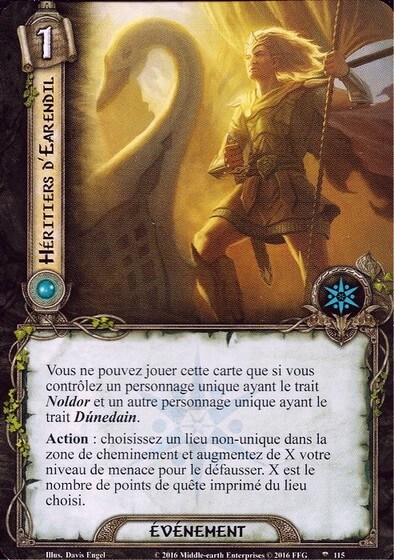 1
HÉRITIERS D'EARENDIL
Vous ne pouvez jouer cette carte que si vous
contrôlez un personnage unique ayant le trait
Noldor et un autre personnage unique ayant le
trait Dúnedain.
Action : choisissez un lieu non-unique dans la
zone de cheminement et augmentez de X votre
niveau de menace pour le défausser. X est le
nombre de points de quête imprimé du lieu
choisi.
ÉVÉNEMENT
Illus. Davis Engel © 2016 Middle-earth Enterprises © 2016 FFG 115